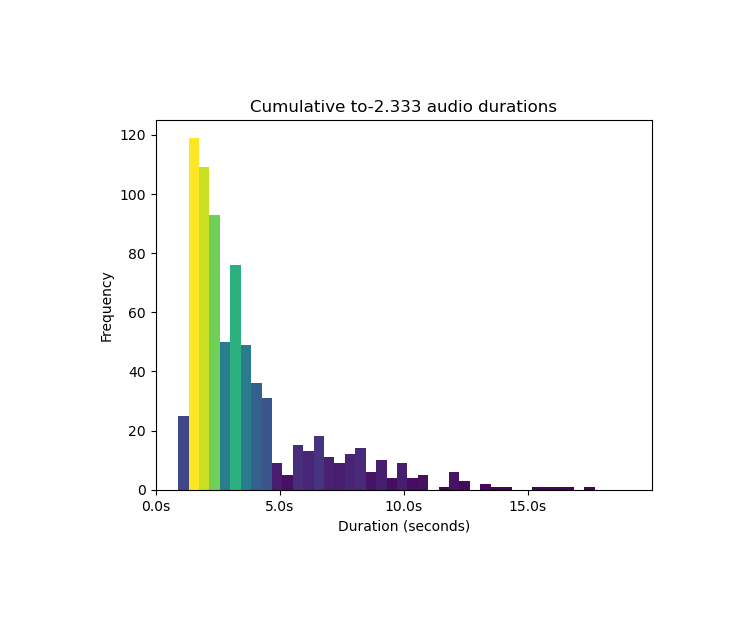 Cumulative to-2.333 audio durations
120
100
80
60
40
20
0
Frequency
0.0s 5.0s 10.0s 15.0s
Duration (seconds)